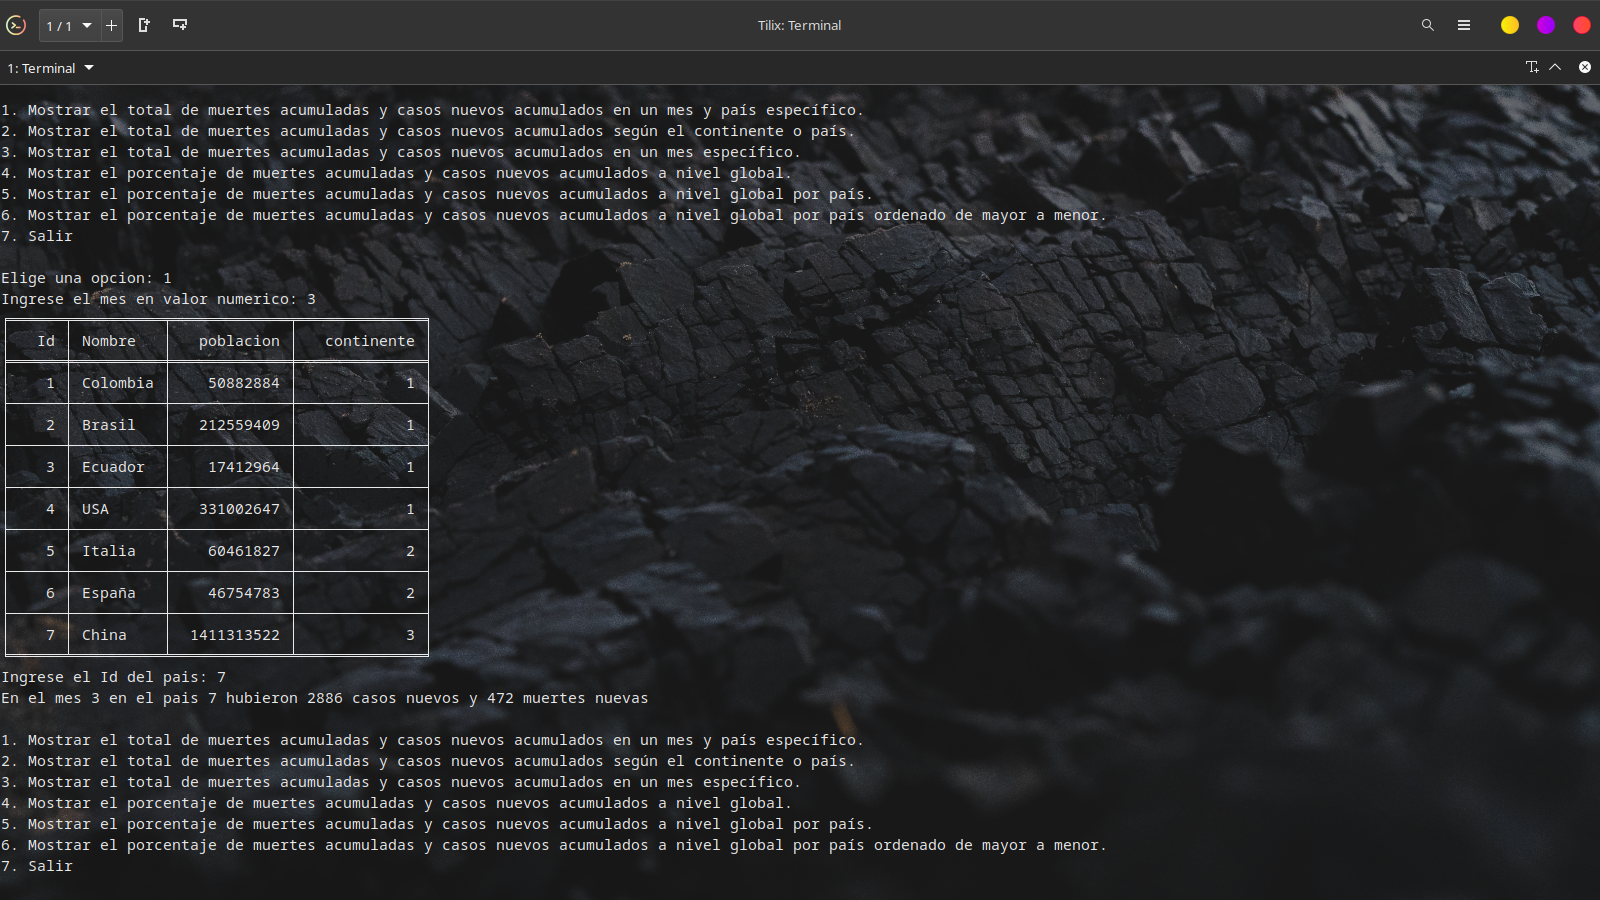 1 / 1
Tilix: Terminal
1: Terminal
1. Mostrar el total de muertes acumuladas y casos nuevos acumulados en un mes y país específico.
2. Mostrar el total de muertes acumuladas y casos nuevos acumulados según el continente o país.
3. Mostrar el total de muertes acumuladas y casos nuevos acumulados en un mes específico.
4. Mostrar el porcentaje de muertes acumuladas y casos nuevos acumulados a nivel global.
5. Mostrar el porcentaje de muertes acumuladas y casos nuevos acumulados a nivel global por país.
6. Mostrar el porcentaje de muertes acumuladas y casos nuevos acumulados a nivel global por país ordenado de mayor a menor.
7. Salir
Elige una opcion: 1
Ingrese el mes en valor numerico: 3
Id Nombre poblacion continente
1 Colombia 50882884 1
2 Brasil 212559409 1
3 Ecuador 17412964 1
4 USA 331002647 1
5 Italia 60461827 2
6 España 46754783 2
7 China 1411313522 3
Ingrese el Id del pais: 7
En el mes 3 en el pais 7 hubieron 2886 casos nuevos y 472 muertes nuevas
1. Mostrar el total de muertes acumuladas y casos nuevos acumulados en un mes y país específico.
2. Mostrar el total de muertes acumuladas y casos nuevos acumulados según el continente o país.
3. Mostrar el total de muertes acumuladas y casos nuevos acumulados en un mes específico.
4. Mostrar el porcentaje de muertes acumuladas y casos nuevos acumulados a nivel global.
5. Mostrar el porcentaje de muertes acumuladas y casos nuevos acumulados a nivel global por país.
6. Mostrar el porcentaje de muertes acumuladas y casos nuevos acumulados a nivel global por país ordenado de mayor a menor.
7. Salir